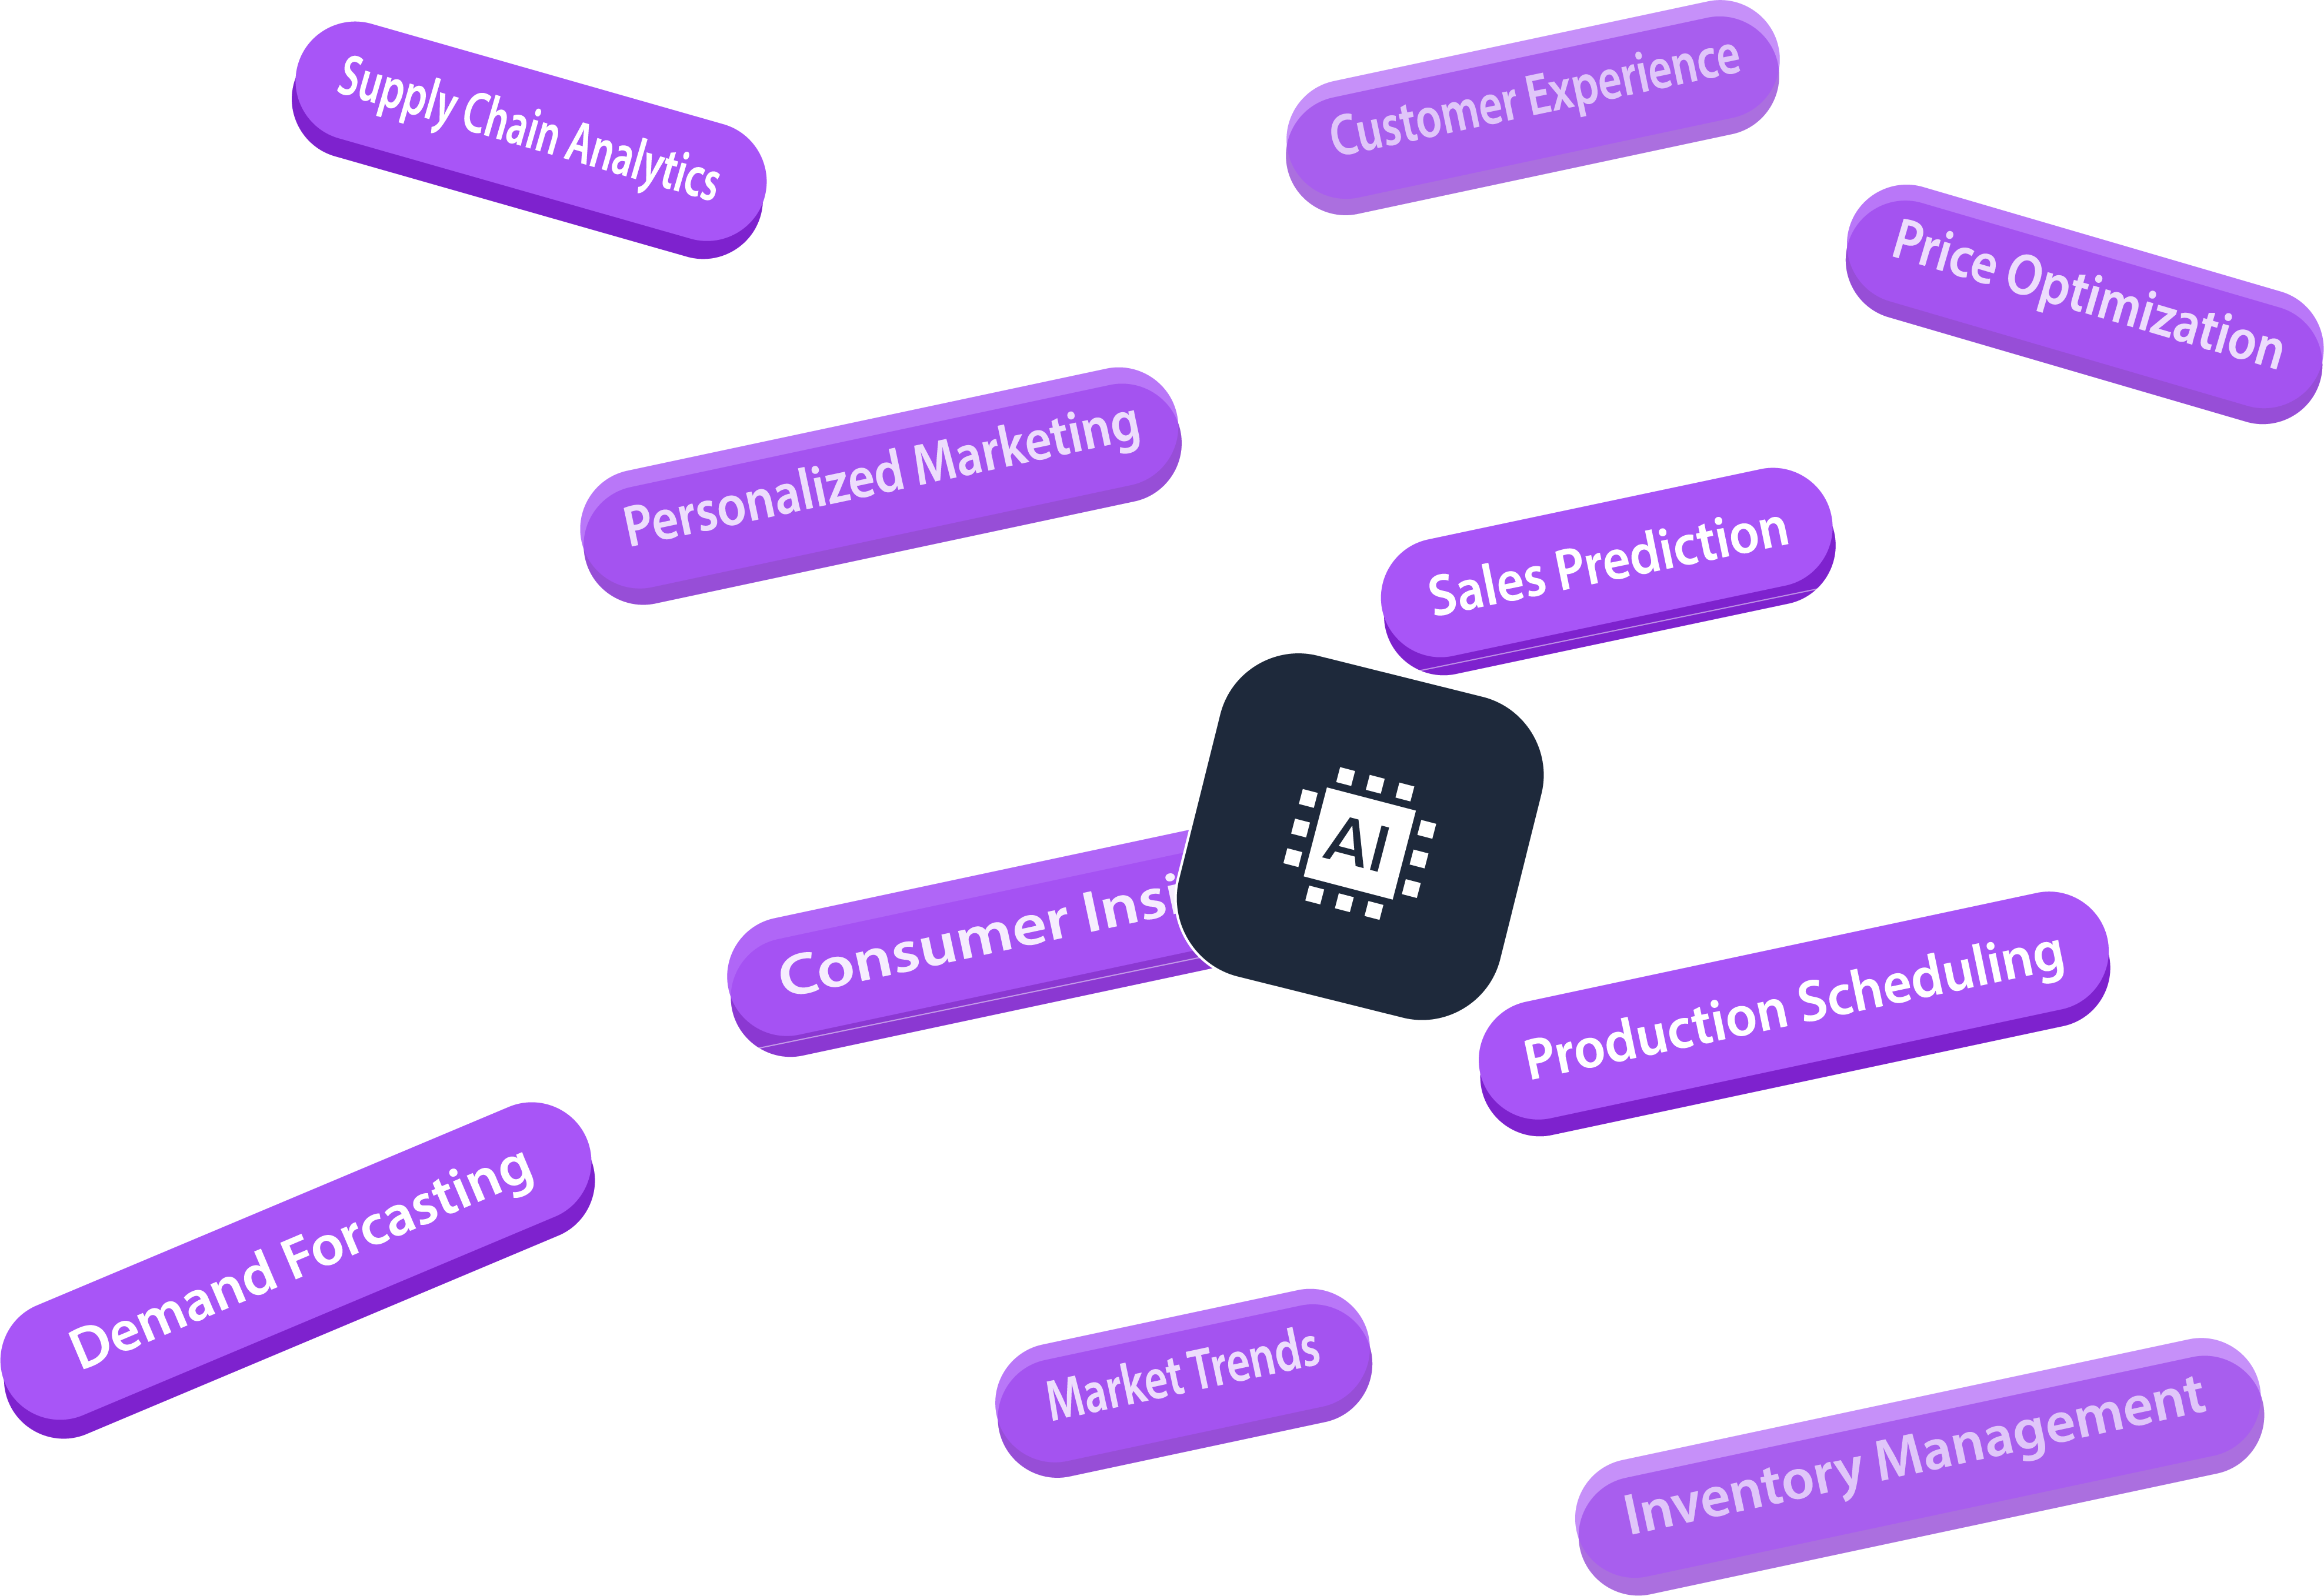 Supply Chain Analytics
Customer Experience
Price Optimization
Personalized Marketing
Sales Prediction
AI
Consumer Insi
Production Scheduling
Demand Forcasting
Market Trends
Inventory Management